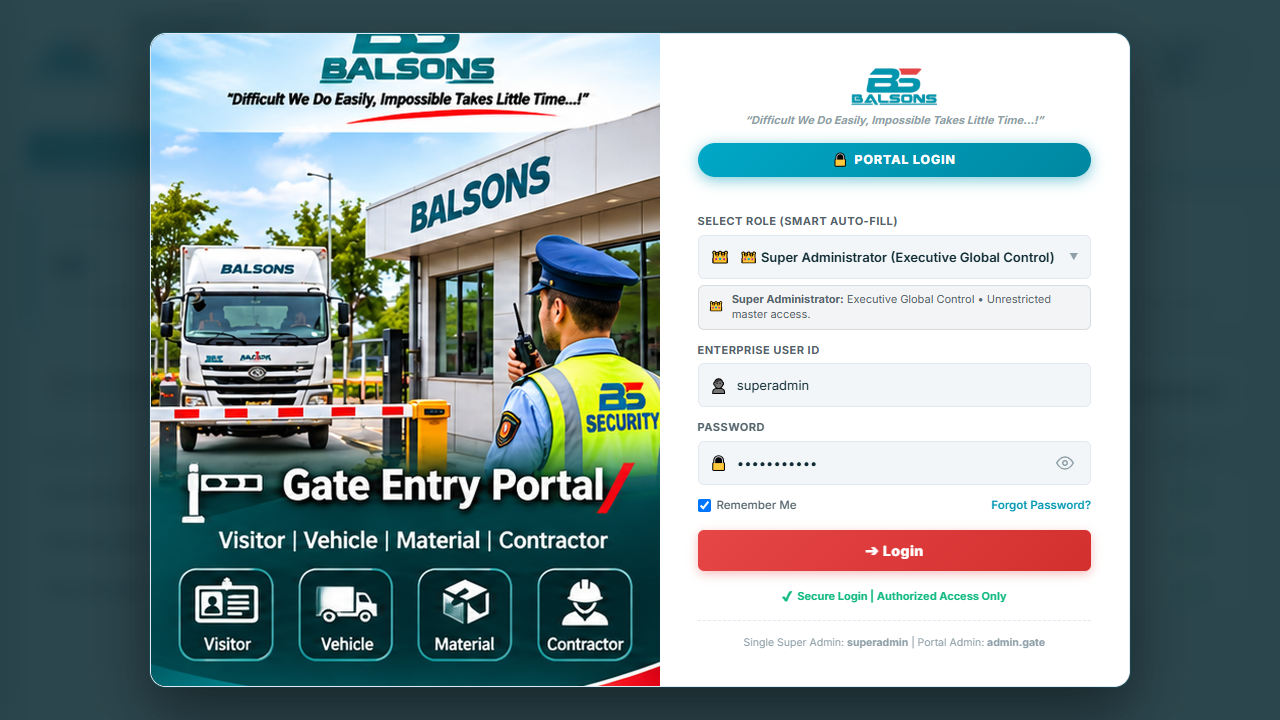 BALSONS
“Difficult We Do Easily, Impossible Takes Little Time...!”
BALSONS
BALSONS
BS
SECURITY
Gate Entry Portal
Visitor | Vehicle | Material | Contractor
Visitor
Vehicle
Material
Contractor
BS
BALSONS
“Difficult We Do Easily, Impossible Takes Little Time...!”
PORTAL LOGIN
SELECT ROLE (SMART AUTO-FILL)
Super Administrator (Executive Global Control)
Super Administrator: Executive Global Control • Unrestricted
master access.
ENTERPRISE USER ID
superadmin
PASSWORD
•••••••••••
Remember Me
Forgot Password?
➔ Login
✔ Secure Login | Authorized Access Only
Single Super Admin: superadmin | Portal Admin: admin.gate